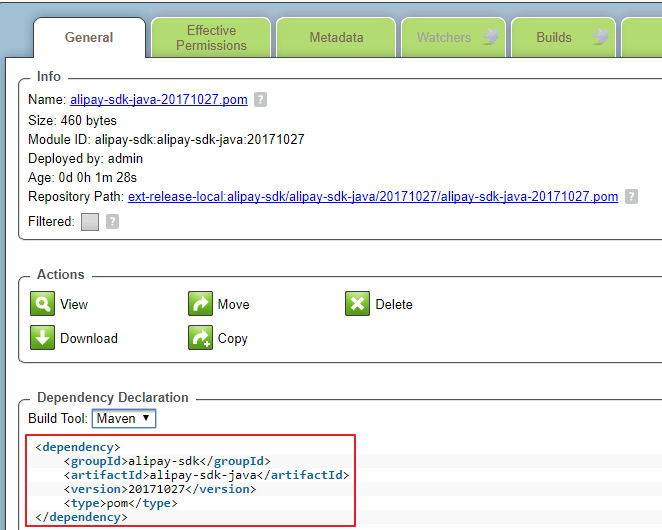 General
Effective
Permissions
Metadata
Watchers
Builds
Info
Name: alipay-sdk-java-20171027.pom ?
Size: 460 bytes
Module ID: alipay-sdk:alipay-sdk-java:20171027
Deployed by: admin
Age: 0d 0h 1m 28s
Repository Path: ext-release-local:alipay-sdk/alipay-sdk-java/20171027/alipay-sdk-java-20171027.pom ?
Filtered: ?
Actions
View Move Delete
Download Copy
Dependency Declaration
Build Tool: Maven
<dependency>
<groupId>alipay-sdk</groupId>
<artifactId>alipay-sdk-java</artifactId>
<version>20171027</version>
<type>pom</type>
</dependency>